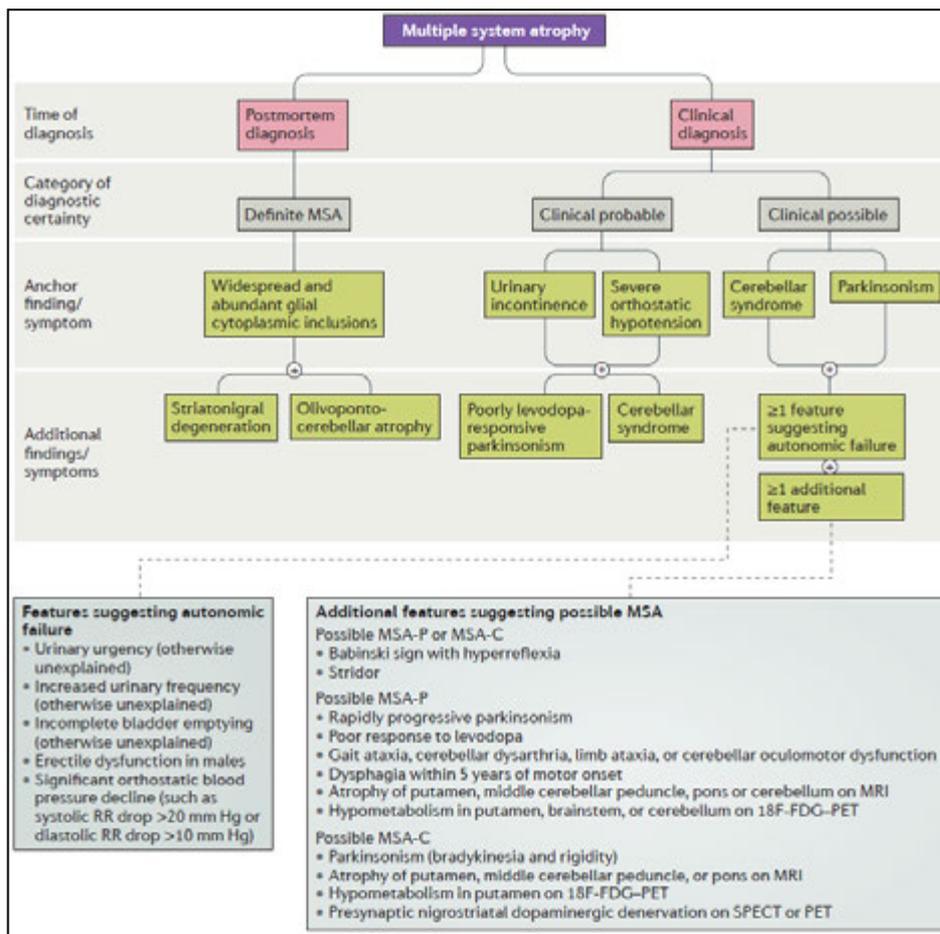 Multiple system atrophy
Time of
diagnosis
Postmortem
diagnosis
Clinical
diagnosis
Category of
diagnostic
certainty
Definite MSA
Clinical probable
Clinical possible
Anchor
finding/
symptom
Widespread and
abundant glial
cytoplasmic inclusions
Urinary
incontinence
Severe
orthostatic
hypotension
Cerebellar
syndrome
Parkinsonism
+
+
+
Additional
findings/
symptoms
Striatonigral
degeneration
Olivoponto-
cerebellar atrophy
Poorly levodopa-
responsive
parkinsonism
Cerebellar
syndrome
≥1 feature
suggesting
autonomic failure
+
≥1 additional
feature
Features suggesting autonomic
failure
• Urinary urgency (otherwise
unexplained)
• Increased urinary frequency
(otherwise unexplained)
• Incomplete bladder emptying
(otherwise unexplained)
• Erectile dysfunction in males
• Significant orthostatic blood
pressure decline (such as
systolic RR drop >20 mm Hg or
diastolic RR drop >10 mm Hg)
Additional features suggesting possible MSA
Possible MSA-P or MSA-C
• Babinski sign with hyperreflexia
• Stridor
Possible MSA-P
• Rapidly progressive parkinsonism
• Poor response to levodopa
• Gait ataxia, cerebellar dysarthria, limb ataxia, or cerebellar oculomotor dysfunction
• Dysphagia within 5 years of motor onset
• Atrophy of putamen, middle cerebellar peduncle, pons or cerebellum on MRI
• Hypometabolism in putamen, brainstem, or cerebellum on 18F-FDG–PET
Possible MSA-C
• Parkinsonism (bradykinesia and rigidity)
• Atrophy of putamen, middle cerebellar peduncle, or pons on MRI
• Hypometabolism in putamen on 18F-FDG–PET
• Presynaptic nigrostriatal dopaminergic denervation on SPECT or PET